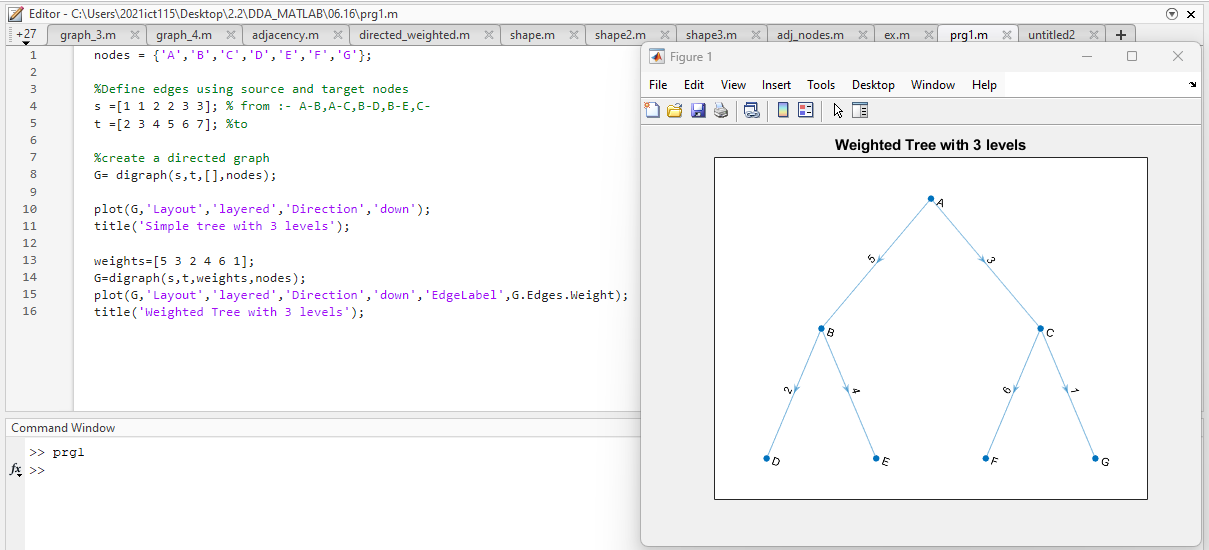 Editor - C:\Users\2021ict115\Desktop\2.2\DDA_MATLAB\06.16\prg1.m
+27 graph_3.m graph_4.m adjacency.m directed_weighted.m shape.m shape2.m shape3.m adj_nodes.m ex.m prg1.m untitled2
1 nodes = {'A','B','C','D','E','F','G'};
2
3 %Define edges using source and target nodes
4 s =[1 1 2 2 3 3]; % from :- A-B,A-C,B-D,B-E,C-
5 t =[2 3 4 5 6 7]; %to
6
7 %create a directed graph
8 G= digraph(s,t,[],nodes);
9
10 plot(G,'Layout','layered','Direction','down');
11 title('Simple tree with 3 levels');
12
13 weights=[5 3 2 4 6 1];
14 G=digraph(s,t,weights,nodes);
15 plot(G,'Layout','layered','Direction','down','EdgeLabel',G.Edges.Weight);
16 title('Weighted Tree with 3 levels');
Command Window
>> prg1
fx >>
Figure 1
File Edit View Insert Tools Desktop Window Help
Weighted Tree with 3 levels
A
5 3
B C
2 4 6 1
D E F G